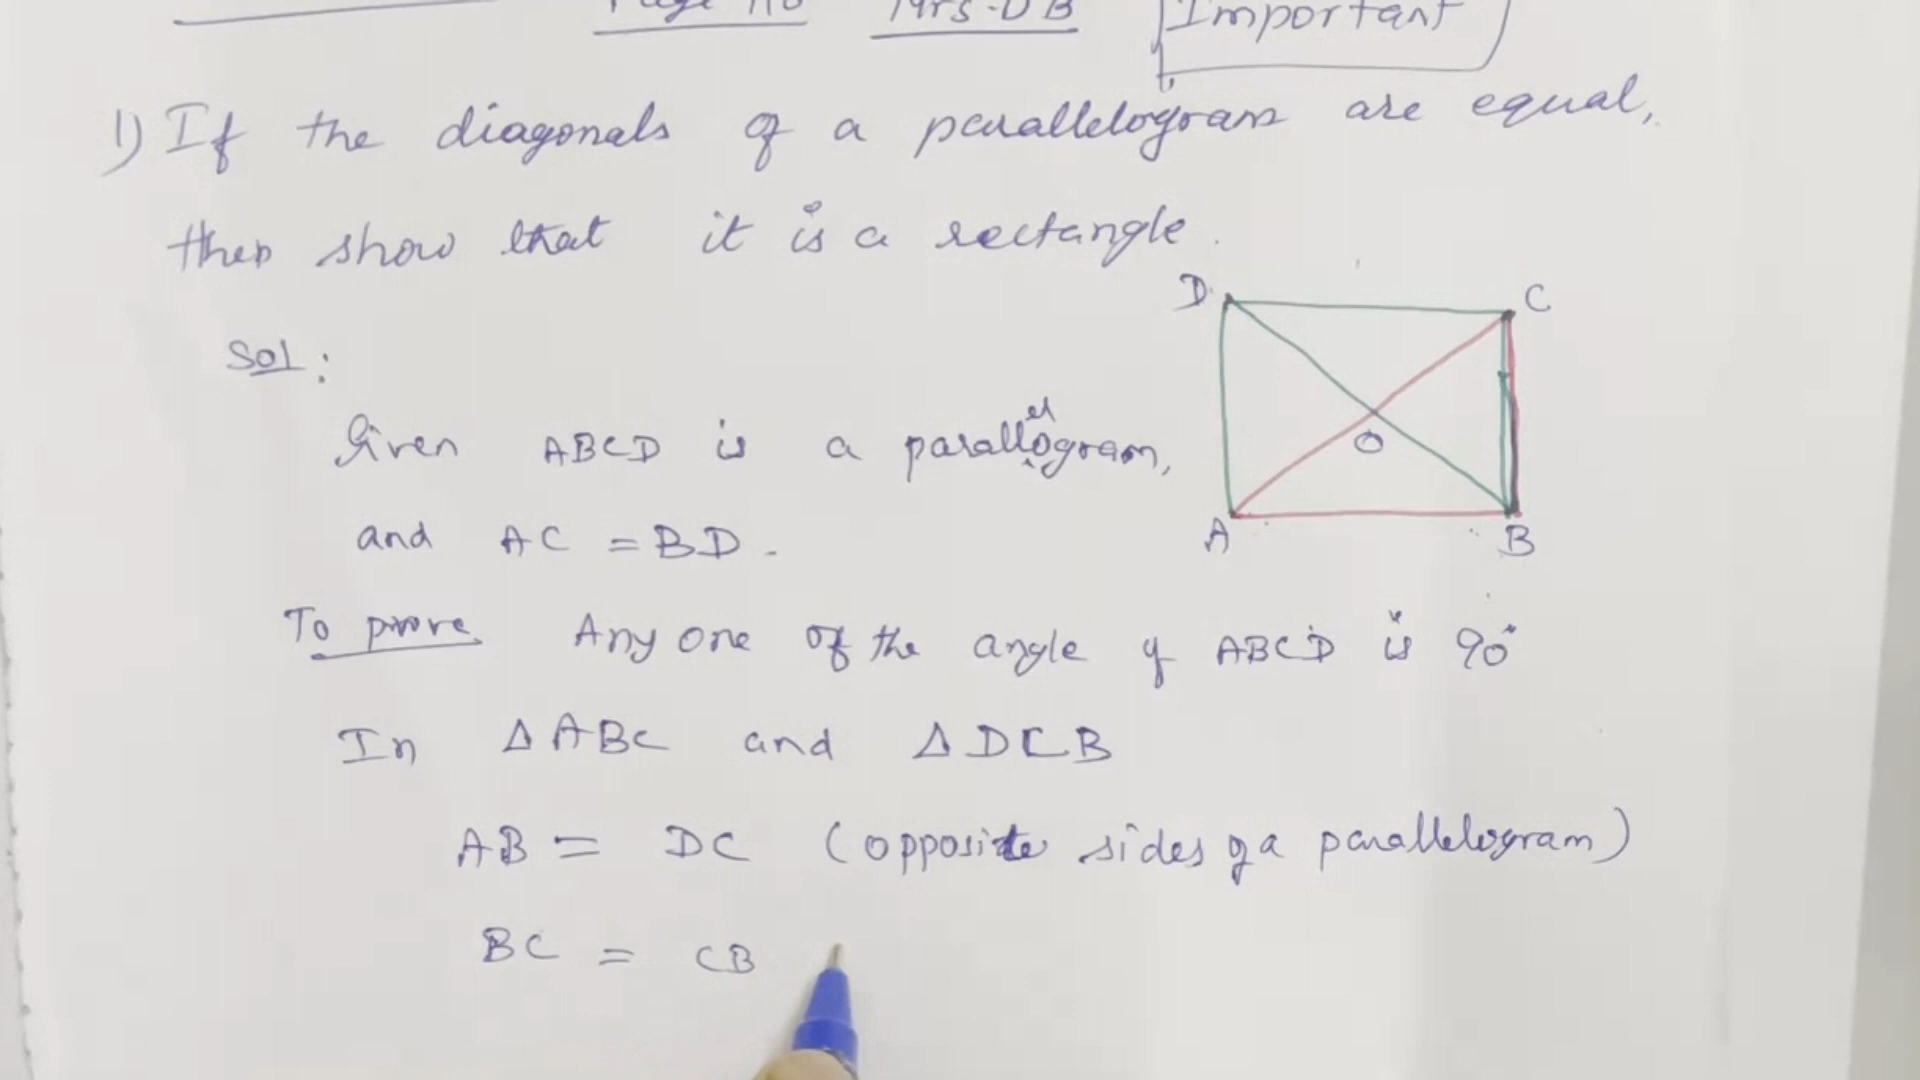 Important
1) If the diagonals of a parallelogram are equal,
then show that it is a rectangle.
Sol:
Given ABCD is a parallelogram,
and AC = BD.
D C
O
A B
To prove Any one of the angle of ABCD is 90°
In Δ ABC and Δ DCB
AB = DC (opposite sides of a parallelogram)
BC = CB